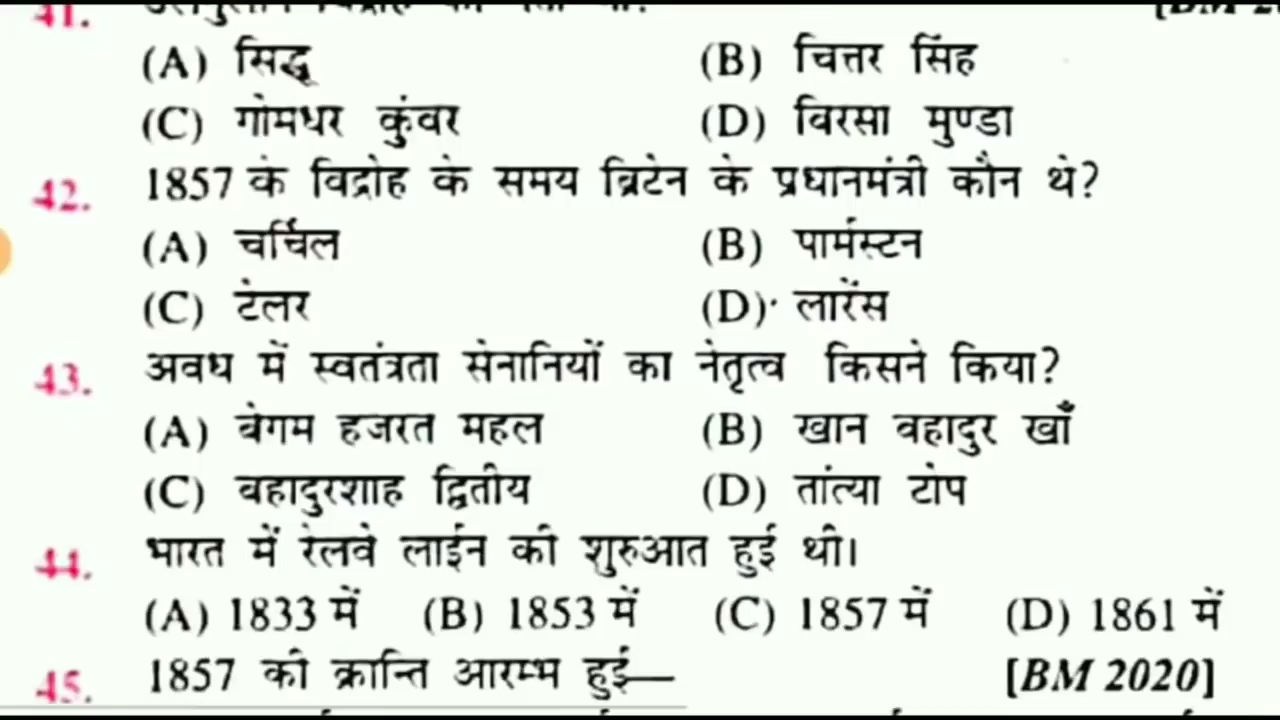 41.
(A) सिद्धू (B) चित्तर सिंह
(C) गोमधर कुंवर (D) बिरसा मुण्डा
42. 1857 के विद्रोह के समय ब्रिटेन के प्रधानमंत्री कौन थे?
(A) चर्चिल (B) पार्मस्टन
(C) टेलर (D) लारेंस
43. अवध में स्वतंत्रता सेनानियों का नेतृत्व किसने किया?
(A) बेगम हजरत महल (B) खान बहादुर खाँ
(C) बहादुरशाह द्वितीय (D) तांत्या टोप
44. भारत में रेलवे लाईन की शुरुआत हुई थी।
(A) 1833 में (B) 1853 में (C) 1857 में (D) 1861 में
45. 1857 की क्रान्ति आरम्भ हुई— [BM 2020]